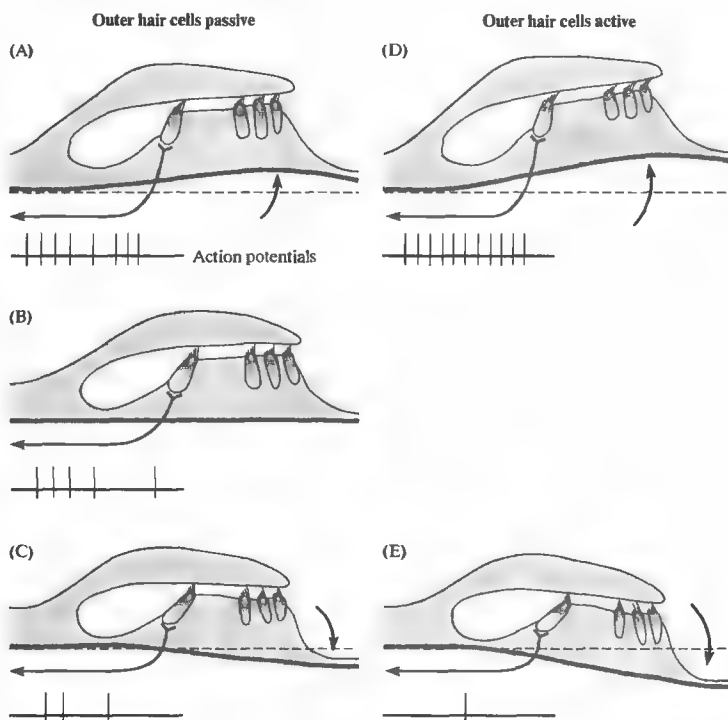 Outer hair cells passive
Outer hair cells active
(A)
(D)
Action potentials
(B)
(C)
(E)